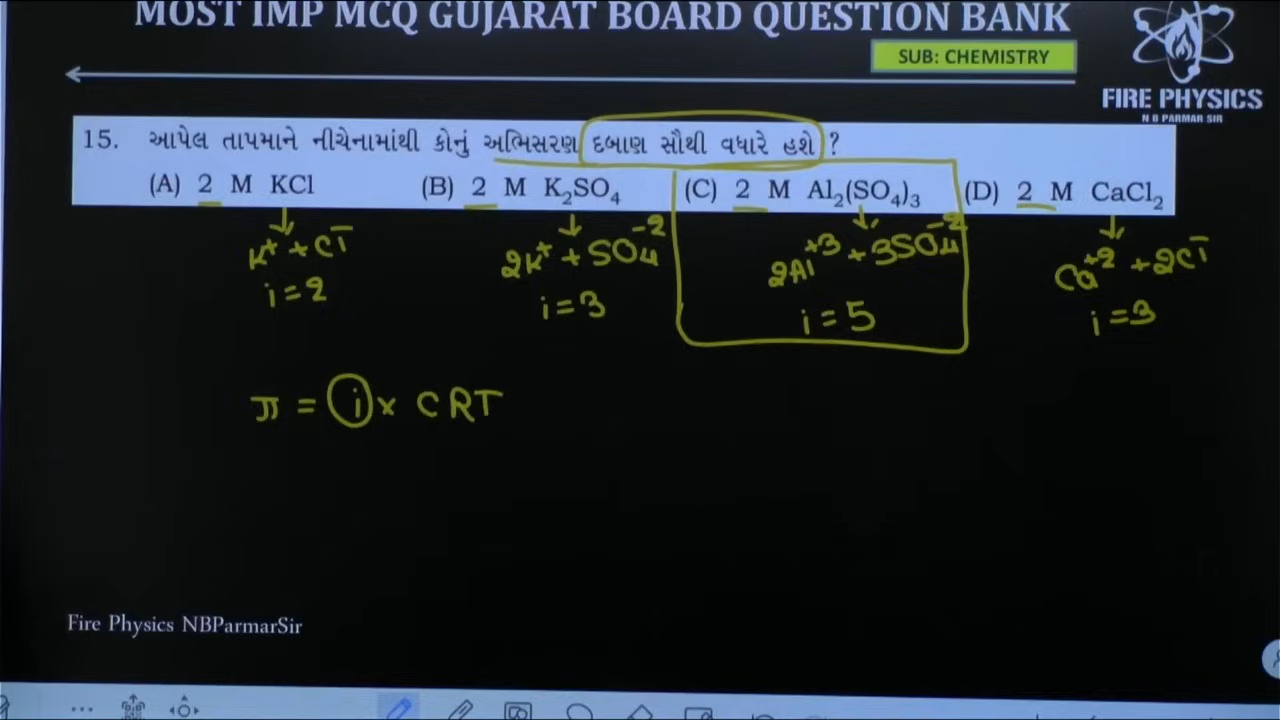 MOST IMP MCQ GUJARAT BOARD QUESTION BANK
SUB: CHEMISTRY
FIRE PHYSICS
N B PARMAR SIR
15. આપેલ તાપમાને નીચેનામાંથી કોનું અભિસરણ દબાણ સૌથી વધારે હશે ?
(A) 2 M KCl (B) 2 M K₂SO₄ (C) 2 M Al₂(SO₄)₃ (D) 2 M CaCl₂
K⁺ + Cl⁻ 2K⁺ + SO₄⁻² 2Al⁺³ + 3SO₄⁻² Ca⁺² + 2Cl⁻
i = 2 i = 3 i = 5 i = 3
π = i × CRT
Fire Physics NBParmarSir